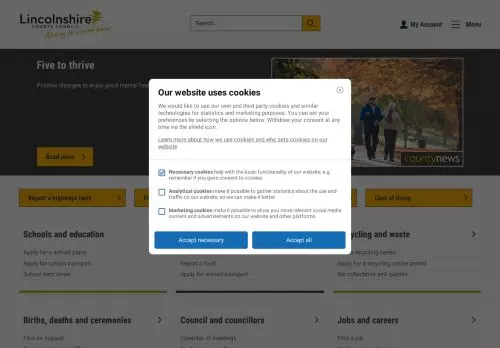 Lincolnshire
COUNTY COUNCIL
Working for a better future
Search...
My Account
Menu
Five to thrive
Positive changes to enjoy good mental
Read more
countynews
Our website uses cookies
We would like to use our own and third party cookies and similar
technologies for statistics and marketing purposes. You can set your
preferences by selecting the options below. Withdraw your consent at any
time via the shield icon.
Learn more about how we use cookies and who sets cookies on our
website
Necessary cookies help with the basic functionality of our website, e.g.
remember if you gave consent to cookies.
Analytical cookies make it possible to gather statistics about the use and
traffic on our website, so we can make it better.
Marketing cookies make it possible to show you more relevant social media
content and advertisements on our website and other platforms.
Accept necessary
Accept all
Report a highways fault
Cost of living
Schools and education
Apply for a school place
Apply for school transport
School term times
Report a fault
Apply for school transport
cycling and waste
a recycling centre
Apply for a recycling centre permit
Bin collections and queries
Births, deaths and ceremonies
Find an inquest
Council and councillors
Calendar of meetings
Jobs and careers
Find a job